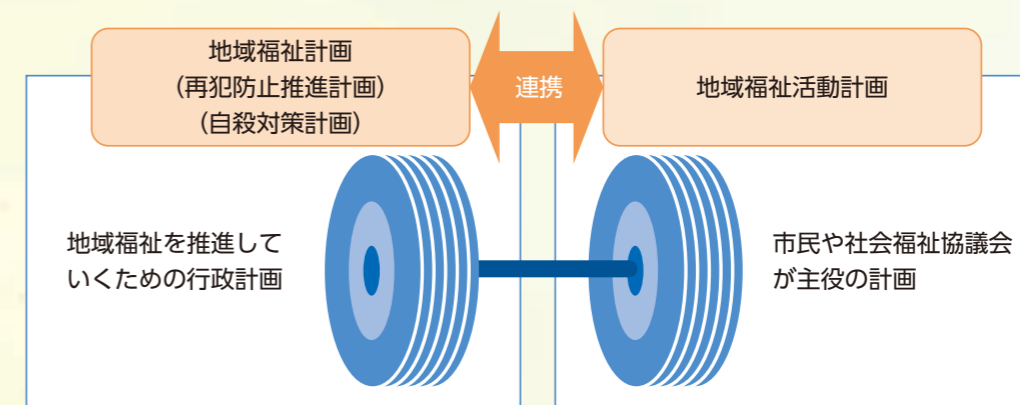 地域福祉計画
（再犯防止推進計画）
（自殺対策計画）
連携
地域福祉活動計画
地域福祉を推進して
いくための行政計画
市民や社会福祉協議会
が主役の計画